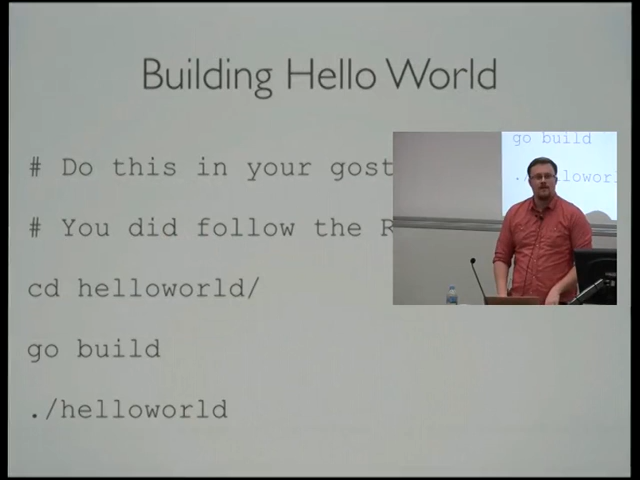 Building Hello World
# Do this in your gost
# You did follow the R
cd helloworld/
go build
./helloworld
go build
./helloworl